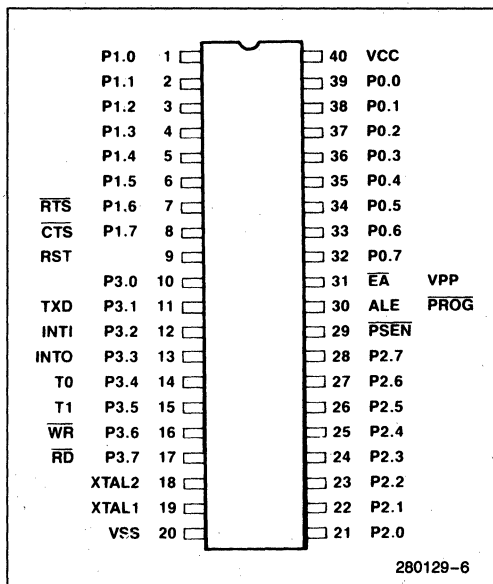 P1.0 1 40 VCC
P1.1 2 39 P0.0
P1.2 3 38 P0.1
P1.3 4 37 P0.2
P1.4 5 36 P0.3
P1.5 6 35 P0.4
RTS P1.6 7 34 P0.5
CTS P1.7 8 33 P0.6
RST 9 32 P0.7
P3.0 10 31 EA VPP
TXD P3.1 11 30 ALE PROG
INTI P3.2 12 29 PSEN
INTO P3.3 13 28 P2.7
T0 P3.4 14 27 P2.6
T1 P3.5 15 26 P2.5
WR P3.6 16 25 P2.4
RD P3.7 17 24 P2.3
XTAL2 18 23 P2.2
XTAL1 19 22 P2.1
VSS 20 21 P2.0
280129-6